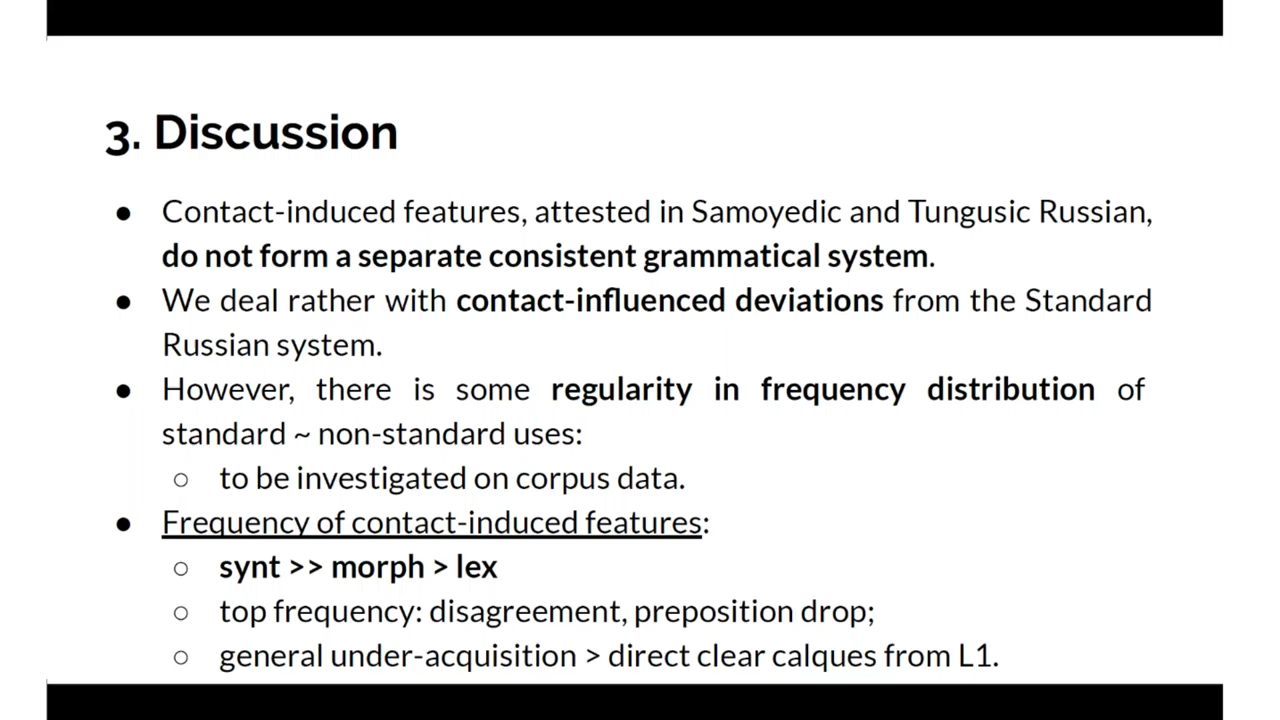 3. Discussion
● Contact-induced features, attested in Samoyedic and Tungusic Russian,
do not form a separate consistent grammatical system.
● We deal rather with contact-influenced deviations from the Standard
Russian system.
● However, there is some regularity in frequency distribution of
standard ~ non-standard uses:
○ to be investigated on corpus data.
● Frequency of contact-induced features:
○ synt >> morph > lex
○ top frequency: disagreement, preposition drop;
○ general under-acquisition > direct clear calques from L1.